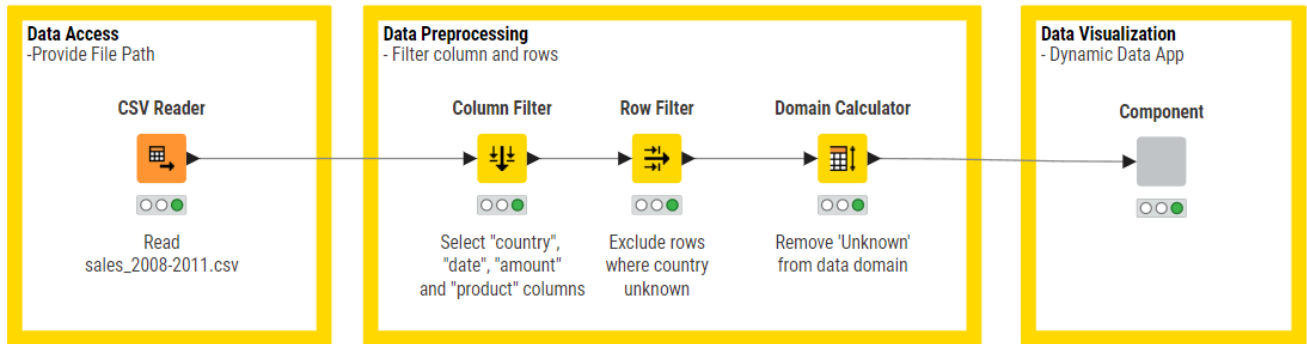 Data Access
-Provide File Path
CSV Reader
Read
sales_2008-2011.csv
Data Preprocessing
- Filter column and rows
Column Filter
Select "country",
"date", "amount"
and "product" columns
Row Filter
Exclude rows
where country
unknown
Domain Calculator
Remove 'Unknown'
from data domain
Data Visualization
- Dynamic Data App
Component